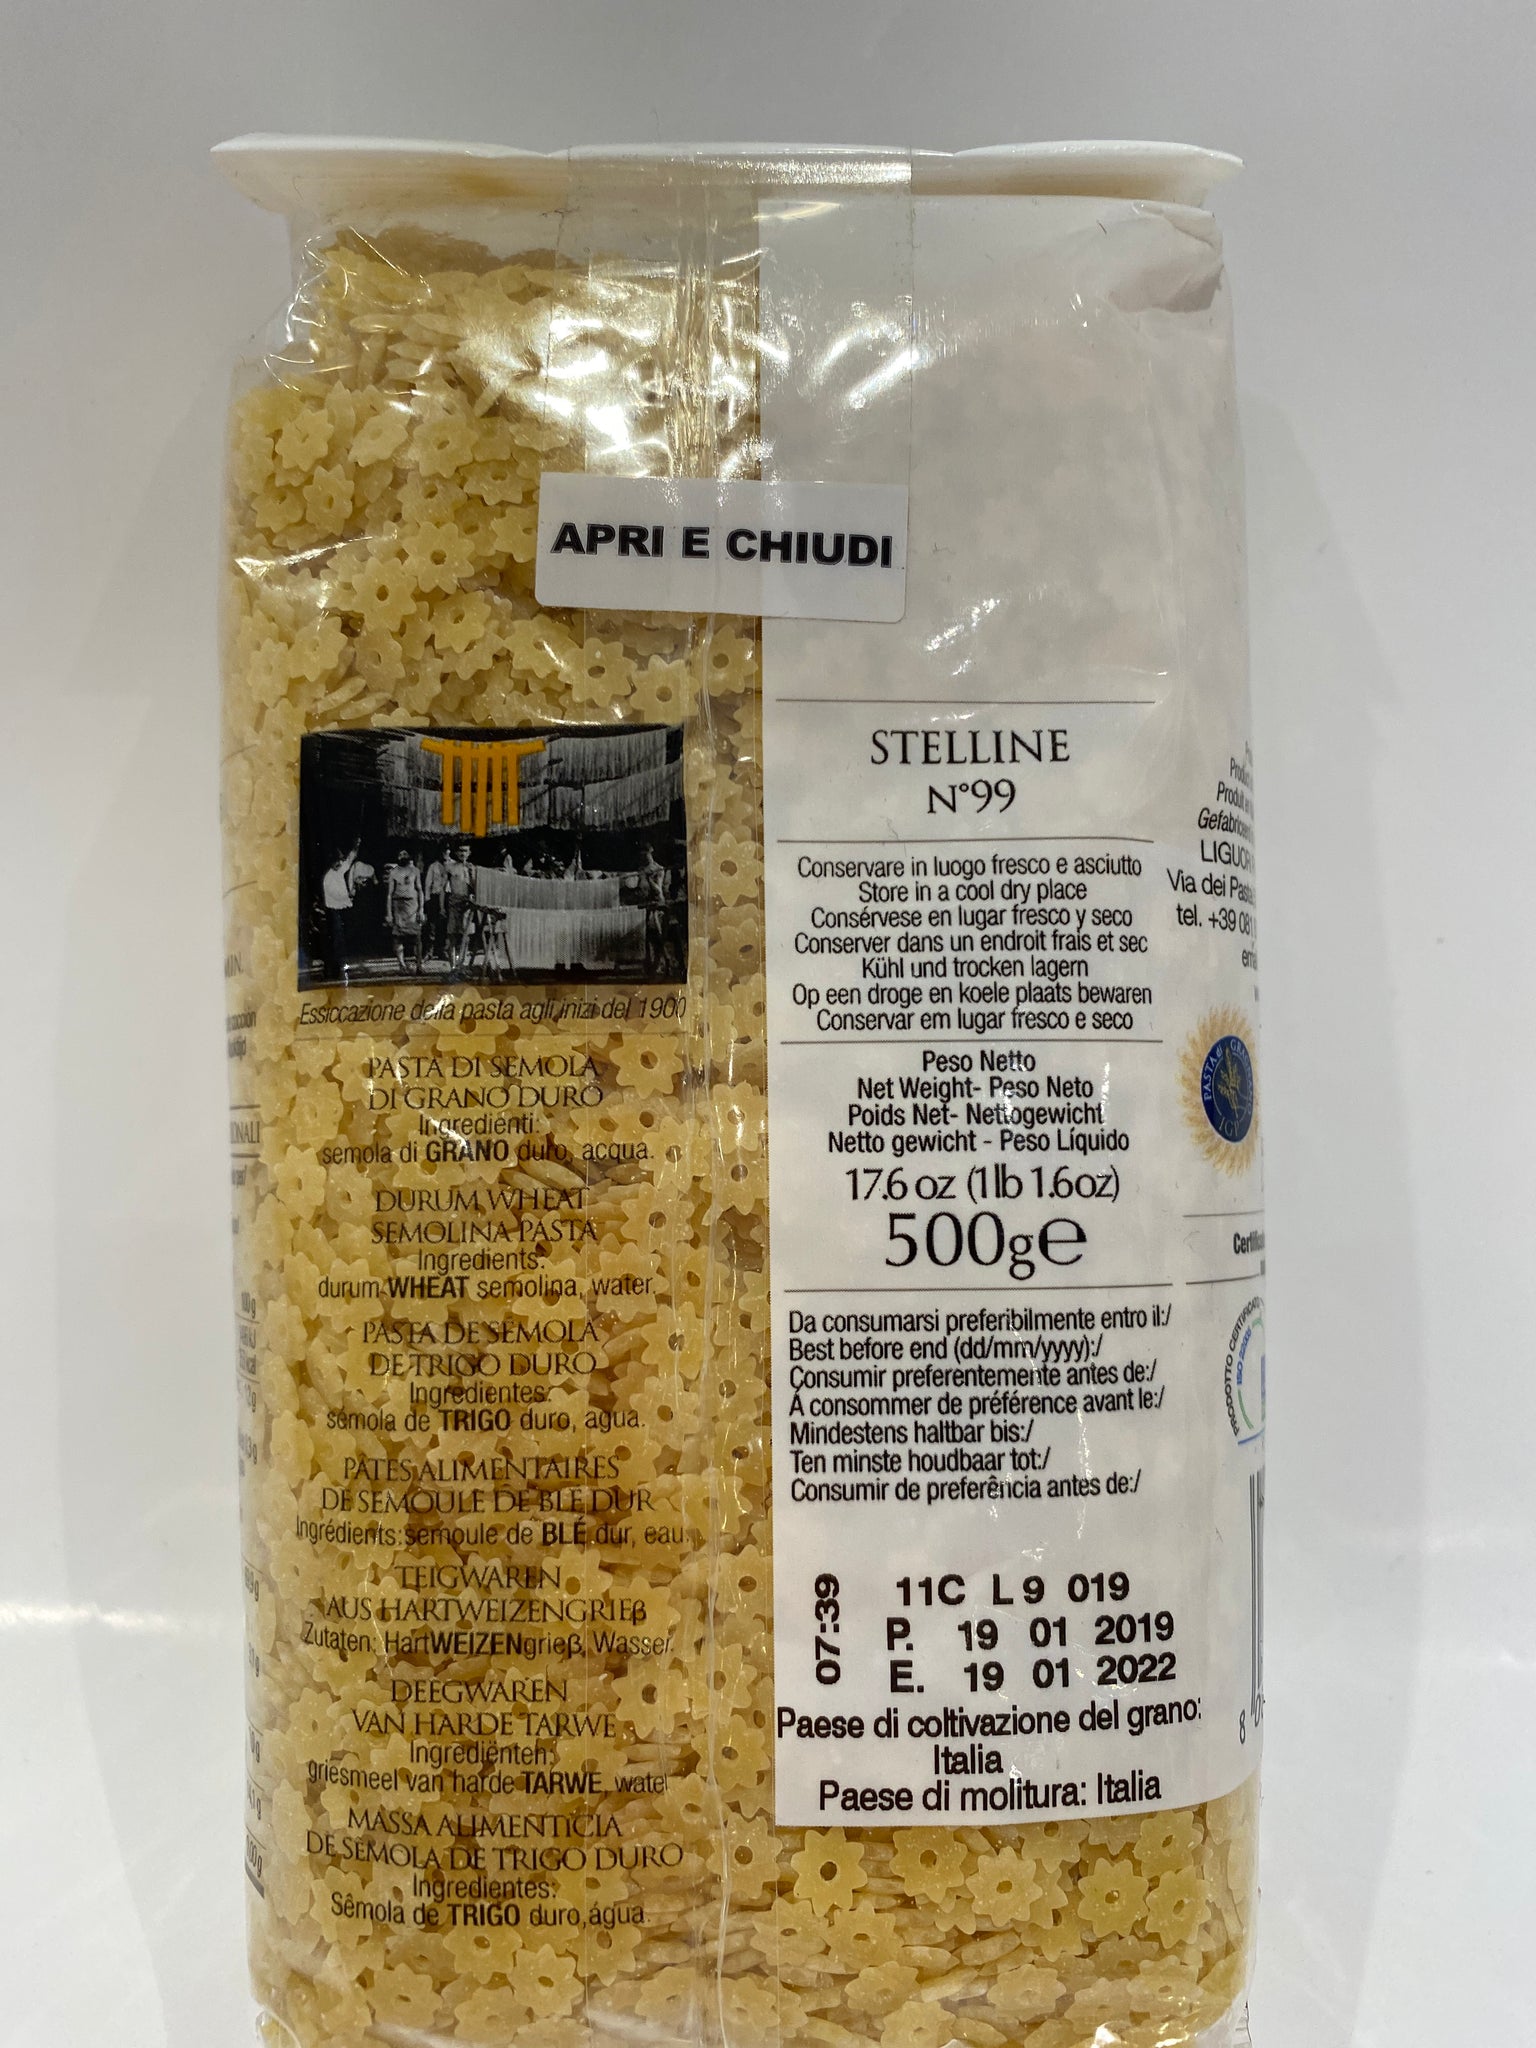 APRI E CHIUDI
Essiccazione della pasta agli inizi del 1900
PASTA DI SEMOLA
DI GRANO DURO
Ingredienti:
semola di GRANO duro, acqua.
DURUM WHEAT
SEMOLINA PASTA
Ingredients:
durum WHEAT semolina, water.
PASTA DE SÉMOLA
DE TRIGO DURO
Ingredientes:
sémola de TRIGO duro, agua.
PÂTES ALIMENTAIRES
DE SEMOULE DE BLÉ DUR
Ingrédients: semoule de BLÉ dur, eau.
TEIGWAREN
AUS HARTWEIZENGRIEß
Zutaten: HartWEIZENgrieß, Wasser.
DEEGWAREN
VAN HARDE TARWE
Ingrediënten:
griesmeel van harde TARWE, water
MASSA ALIMENTÍCIA
DE SÊMOLA DE TRIGO DURO
Ingredientes:
Sêmola de TRIGO duro, água.
STELLINE
N°99
Conservare in luogo fresco e asciutto
Store in a cool dry place
Consérvese en lugar fresco y seco
Conserver dans un endroit frais et sec
Kühl und trocken lagern
Op een droge en koele plaats bewaren
Conservar em lugar fresco e seco
Peso Netto
Net Weight- Peso Neto
Poids Net- Nettogewicht
Netto gewicht - Peso Líquido
17.6 oz (1lb 1.6oz)
500g e
Da consumarsi preferibilmente entro il:/
Best before end (dd/mm/yyyy):/
Consumir preferentemente antes de:/
Á consommer de préférence avant le:/
Mindestens haltbar bis:/
Ten minste houdbaar tot:/
Consumir de preferência antes de:/
07:39
11C L9 019
P. 19 01 2019
E. 19 01 2022
Paese di coltivazione del grano:
Italia
Paese di molitura: Italia
Via dei
tel. +39 081
PASTA di
IGP
PRODOTTO CERTIFICATO
ISO 22005
8